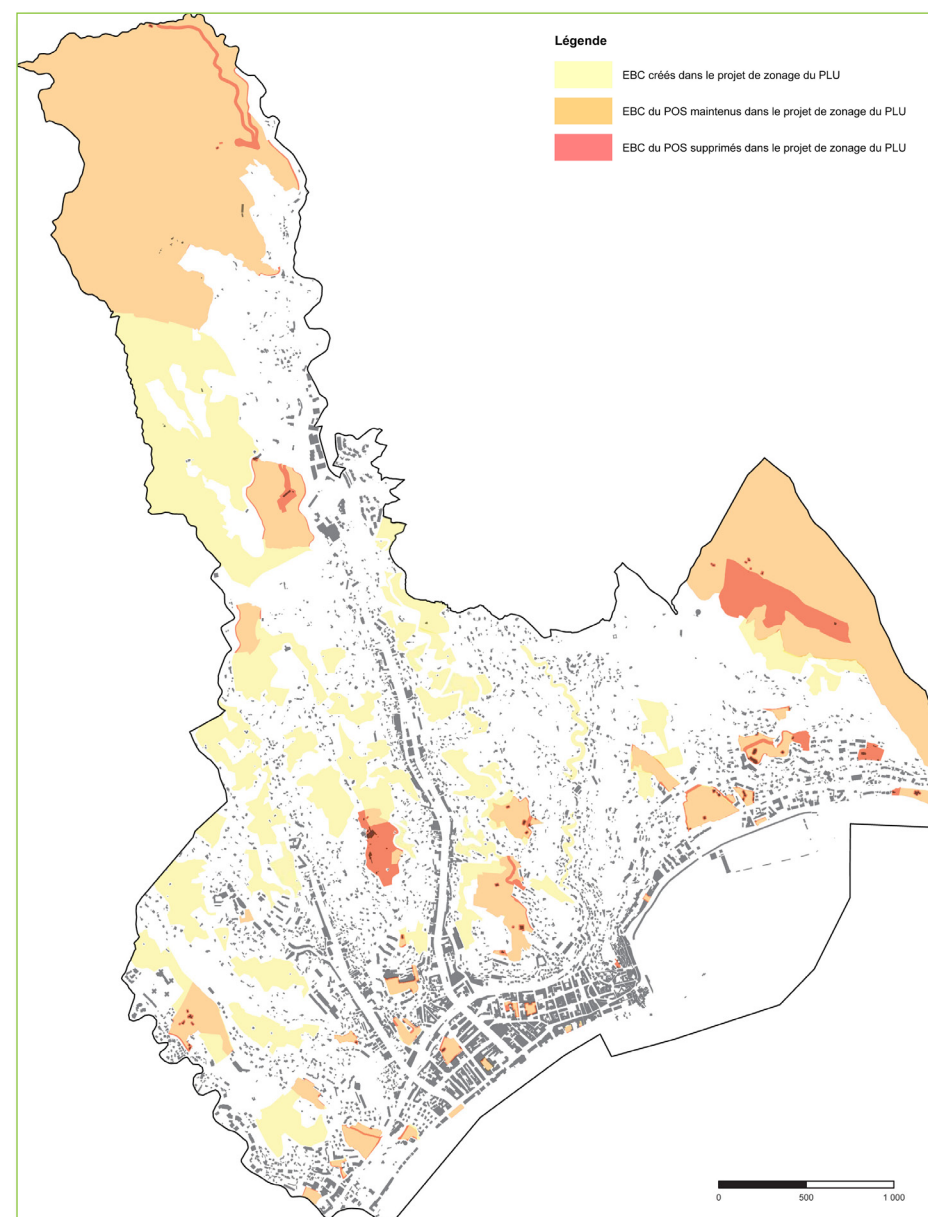 Légende
EBC créés dans le projet de zonage du PLU
EBC du POS maintenus dans le projet de zonage du PLU
EBC du POS supprimés dans le projet de zonage du PLU
0 500 1 000